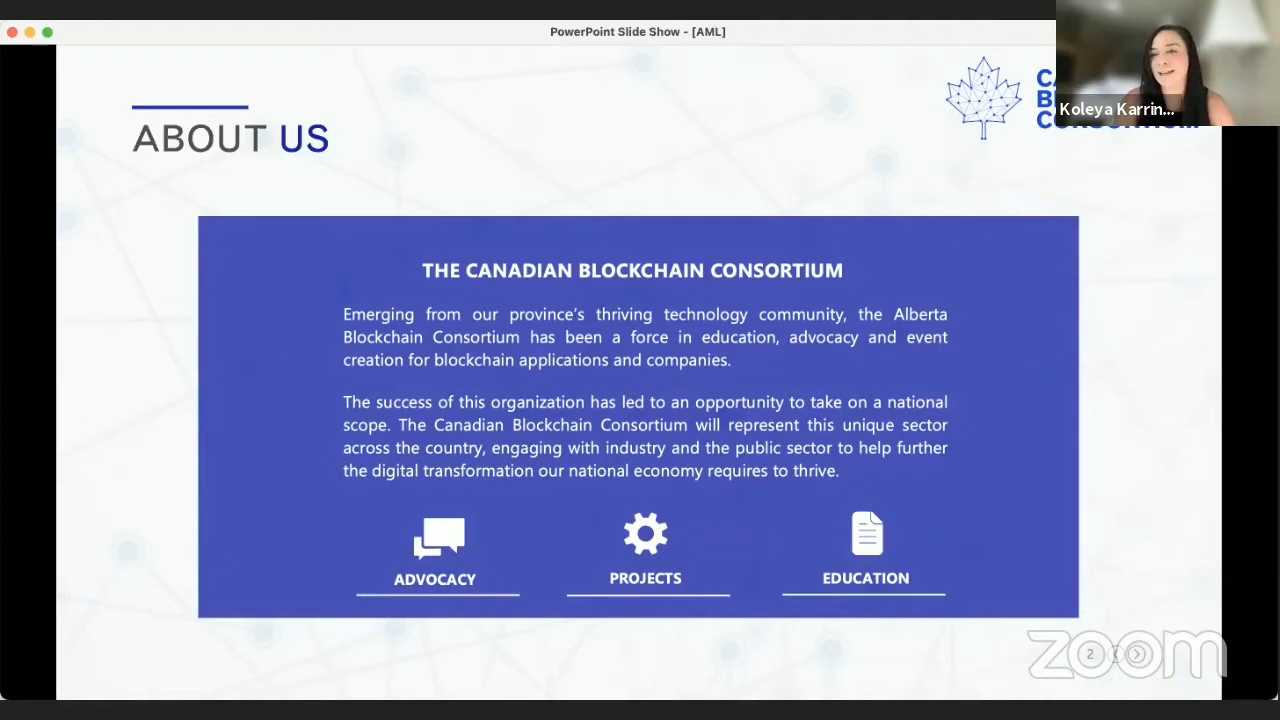 PowerPoint Slide Show - [AML]
Koleya Karrin...
ABOUT US
THE CANADIAN BLOCKCHAIN CONSORTIUM
Emerging from our province's thriving technology community, the Alberta
Blockchain Consortium has been a force in education, advocacy and event
creation for blockchain applications and companies.
The success of this organization has led to an opportunity to take on a national
scope. The Canadian Blockchain Consortium will represent this unique sector
across the country, engaging with industry and the public sector to help further
the digital transformation our national economy requires to thrive.
ADVOCACY
PROJECTS
EDUCATION
2
zoom